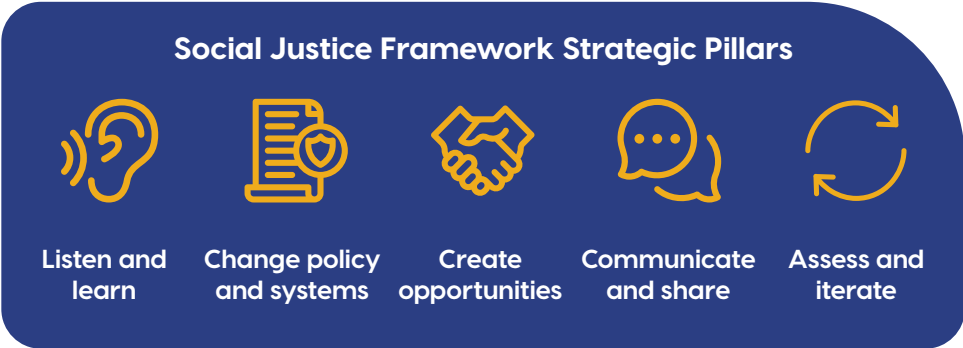 Social Justice Framework Strategic Pillars
Listen and
learn
Change policy
and systems
Create
opportunities
Communicate
and share
Assess and
iterate